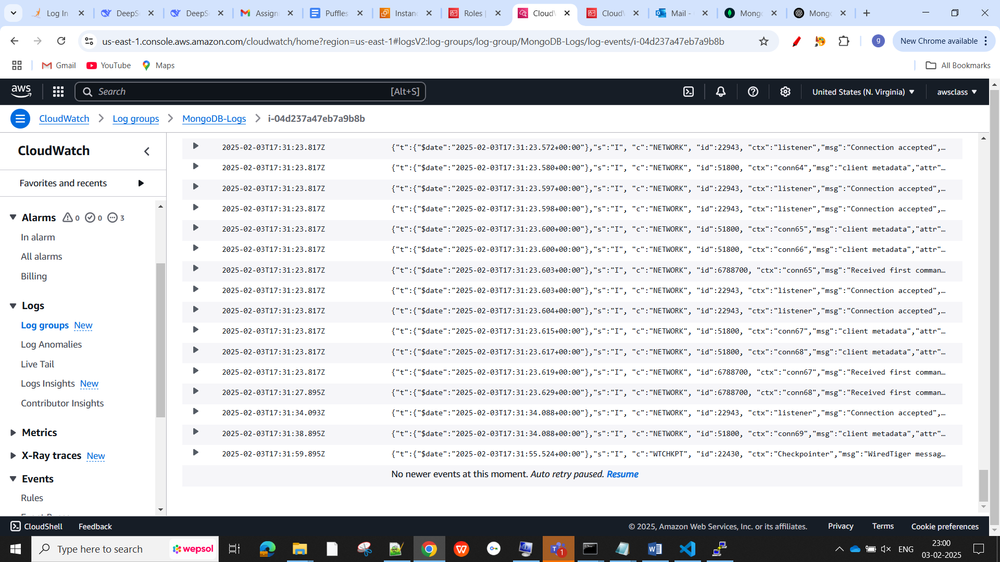 Log In
DeepS
DeepS
Assign
Puffles
Instanc
Roles |
CloudW
CloudW
Mail -
Mong
Mong
us-east-1.console.aws.amazon.com/cloudwatch/home?region=us-east-1#logsV2:log-groups/log-group/MongoDB-Logs/log-events/i-04d237a47eb7a9b8b
g
New Chrome available
Gmail
YouTube
Maps
All Bookmarks
aws
Search
[Alt+S]
United States (N. Virginia)
awsclass
CloudWatch
Log groups
MongoDB-Logs
i-04d237a47eb7a9b8b
CloudWatch
Favorites and recents
Alarms 0 0 3
In alarm
All alarms
Billing
Logs
Log groups New
Log Anomalies
Live Tail
Logs Insights New
Contributor Insights
Metrics
X-Ray traces New
Events
Rules
2025-02-03T17:31:23.817Z {"t":{"$date":"2025-02-03T17:31:23.572+00:00"},"s":"I", "c":"NETWORK", "id":22943, "ctx":"listener","msg":"Connection accepted",…
2025-02-03T17:31:23.817Z {"t":{"$date":"2025-02-03T17:31:23.580+00:00"},"s":"I", "c":"NETWORK", "id":51800, "ctx":"conn64","msg":"client metadata","attr"…
2025-02-03T17:31:23.817Z {"t":{"$date":"2025-02-03T17:31:23.597+00:00"},"s":"I", "c":"NETWORK", "id":22943, "ctx":"listener","msg":"Connection accepted",…
2025-02-03T17:31:23.817Z {"t":{"$date":"2025-02-03T17:31:23.598+00:00"},"s":"I", "c":"NETWORK", "id":22943, "ctx":"listener","msg":"Connection accepted",…
2025-02-03T17:31:23.817Z {"t":{"$date":"2025-02-03T17:31:23.600+00:00"},"s":"I", "c":"NETWORK", "id":51800, "ctx":"conn65","msg":"client metadata","attr"…
2025-02-03T17:31:23.817Z {"t":{"$date":"2025-02-03T17:31:23.600+00:00"},"s":"I", "c":"NETWORK", "id":51800, "ctx":"conn66","msg":"client metadata","attr"…
2025-02-03T17:31:23.817Z {"t":{"$date":"2025-02-03T17:31:23.603+00:00"},"s":"I", "c":"NETWORK", "id":6788700, "ctx":"conn65","msg":"Received first comman…
2025-02-03T17:31:23.817Z {"t":{"$date":"2025-02-03T17:31:23.603+00:00"},"s":"I", "c":"NETWORK", "id":22943, "ctx":"listener","msg":"Connection accepted",…
2025-02-03T17:31:23.817Z {"t":{"$date":"2025-02-03T17:31:23.604+00:00"},"s":"I", "c":"NETWORK", "id":22943, "ctx":"listener","msg":"Connection accepted",…
2025-02-03T17:31:23.817Z {"t":{"$date":"2025-02-03T17:31:23.615+00:00"},"s":"I", "c":"NETWORK", "id":51800, "ctx":"conn67","msg":"client metadata","attr"…
2025-02-03T17:31:23.817Z {"t":{"$date":"2025-02-03T17:31:23.617+00:00"},"s":"I", "c":"NETWORK", "id":51800, "ctx":"conn68","msg":"client metadata","attr"…
2025-02-03T17:31:23.817Z {"t":{"$date":"2025-02-03T17:31:23.619+00:00"},"s":"I", "c":"NETWORK", "id":6788700, "ctx":"conn67","msg":"Received first comman…
2025-02-03T17:31:27.895Z {"t":{"$date":"2025-02-03T17:31:23.629+00:00"},"s":"I", "c":"NETWORK", "id":6788700, "ctx":"conn68","msg":"Received first comman…
2025-02-03T17:31:34.093Z {"t":{"$date":"2025-02-03T17:31:34.088+00:00"},"s":"I", "c":"NETWORK", "id":22943, "ctx":"listener","msg":"Connection accepted",…
2025-02-03T17:31:38.895Z {"t":{"$date":"2025-02-03T17:31:34.088+00:00"},"s":"I", "c":"NETWORK", "id":51800, "ctx":"conn69","msg":"client metadata","attr"…
2025-02-03T17:31:59.895Z {"t":{"$date":"2025-02-03T17:31:55.524+00:00"},"s":"I", "c":"WTCHKPT", "id":22430, "ctx":"Checkpointer","msg":"WiredTiger messag…
No newer events at this moment. Auto retry paused. Resume
CloudShell
Feedback
© 2025, Amazon Web Services, Inc. or its affiliates.
Privacy
Terms
Cookie preferences
Type here to search
wepsol
1
ENG
23:00
03-02-2025